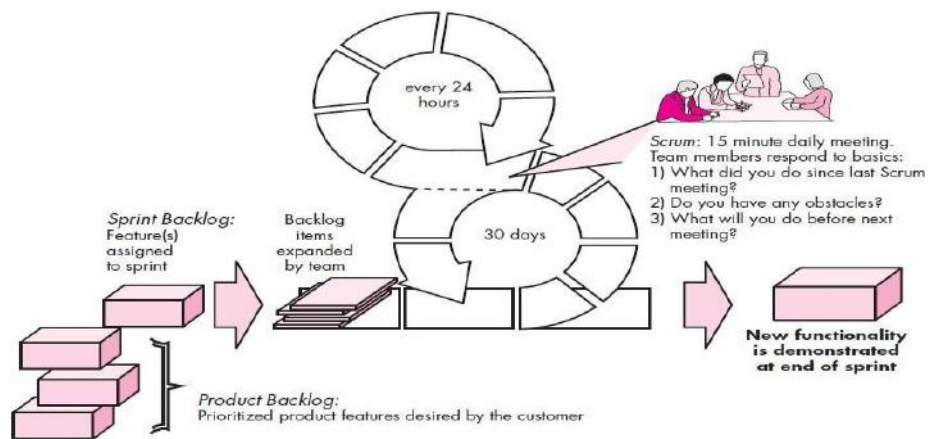 every 24
hours
Scrum: 15 minute daily meeting.
Team members respond to basics:
1) What did you do since last Scrum
meeting?
2) Do you have any obstacles?
3) What will you do before next
meeting?
Sprint Backlog:
Feature(s)
assigned
to sprint
Backlog
items
expanded
by team
30 days
New functionality
is demonstrated
at end of sprint
Product Backlog:
Prioritized product features desired by the customer